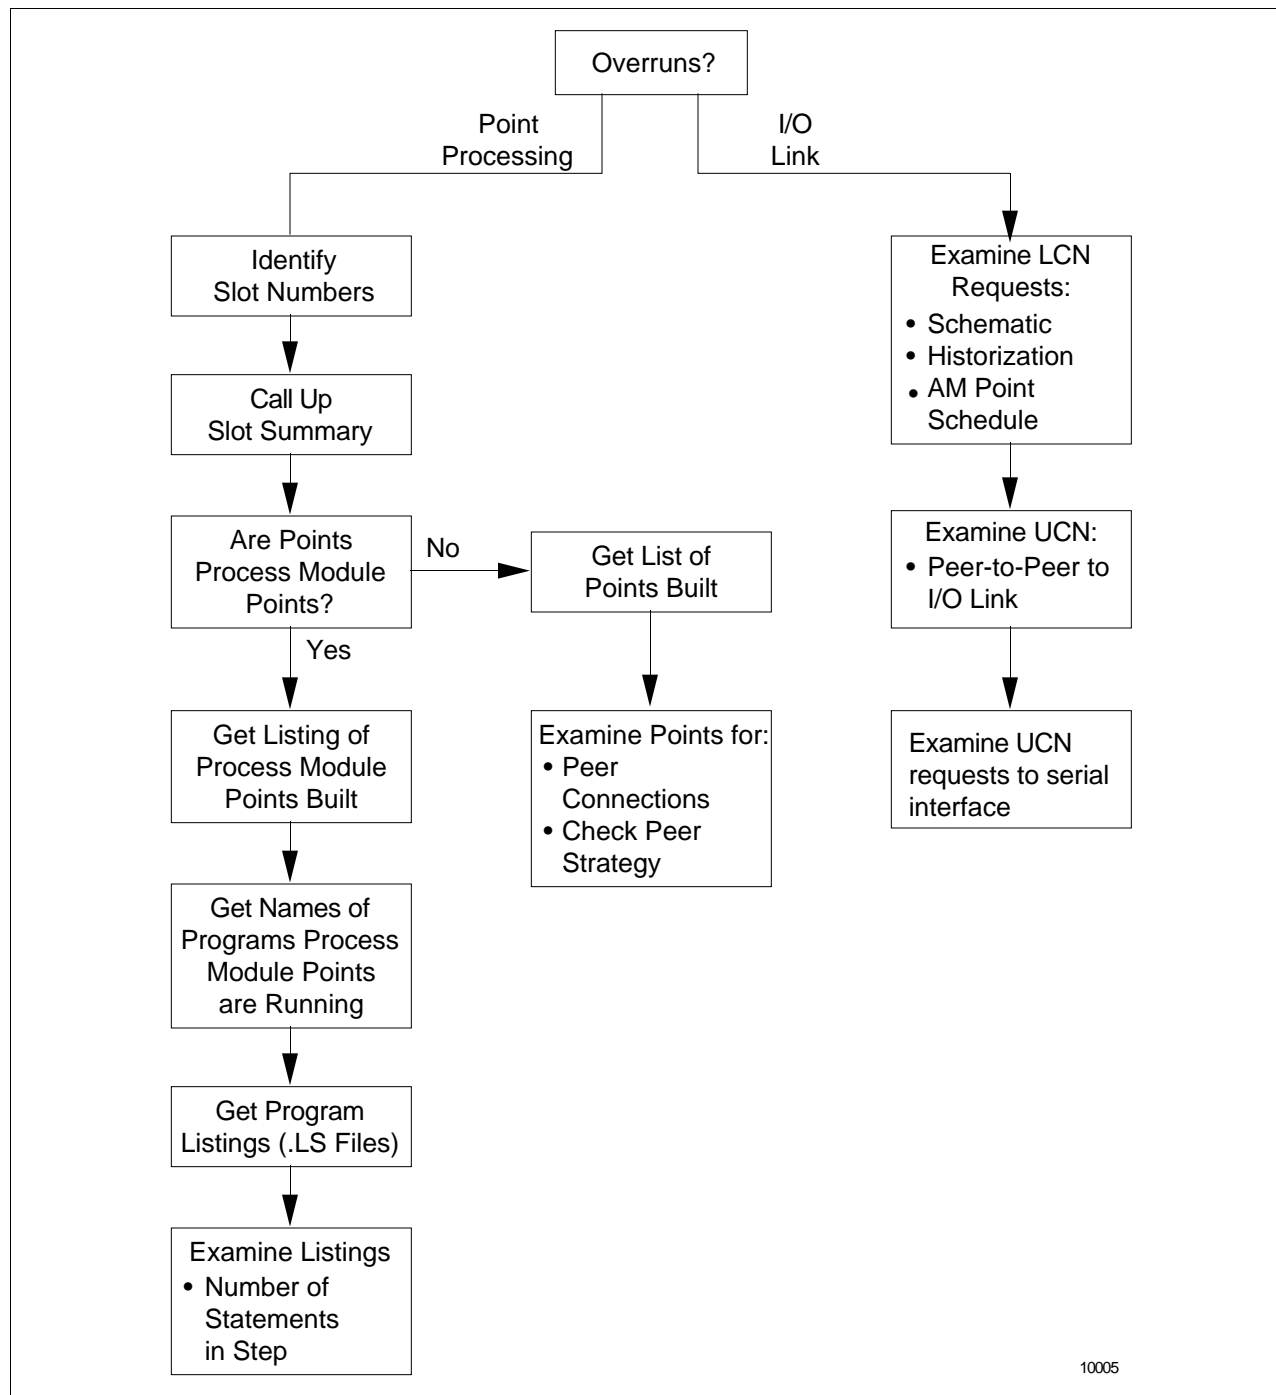 Overruns?
Point
Processing
I/O
Link
Identify
Slot Numbers
Call Up
Slot Summary
Are Points
Process Module
Points?
No
Yes
Get List of
Points Built
Examine Points for:
• Peer
Connections
• Check Peer
Strategy
Get Listing of
Process Module
Points Built
Get Names of
Programs Process
Module Points
are Running
Get Program
Listings (.LS Files)
Examine Listings
• Number of
Statements
in Step
Examine LCN
Requests:
• Schematic
• Historization
• AM Point
Schedule
Examine UCN:
• Peer-to-Peer to
I/O Link
Examine UCN
requests to serial
interface
10005